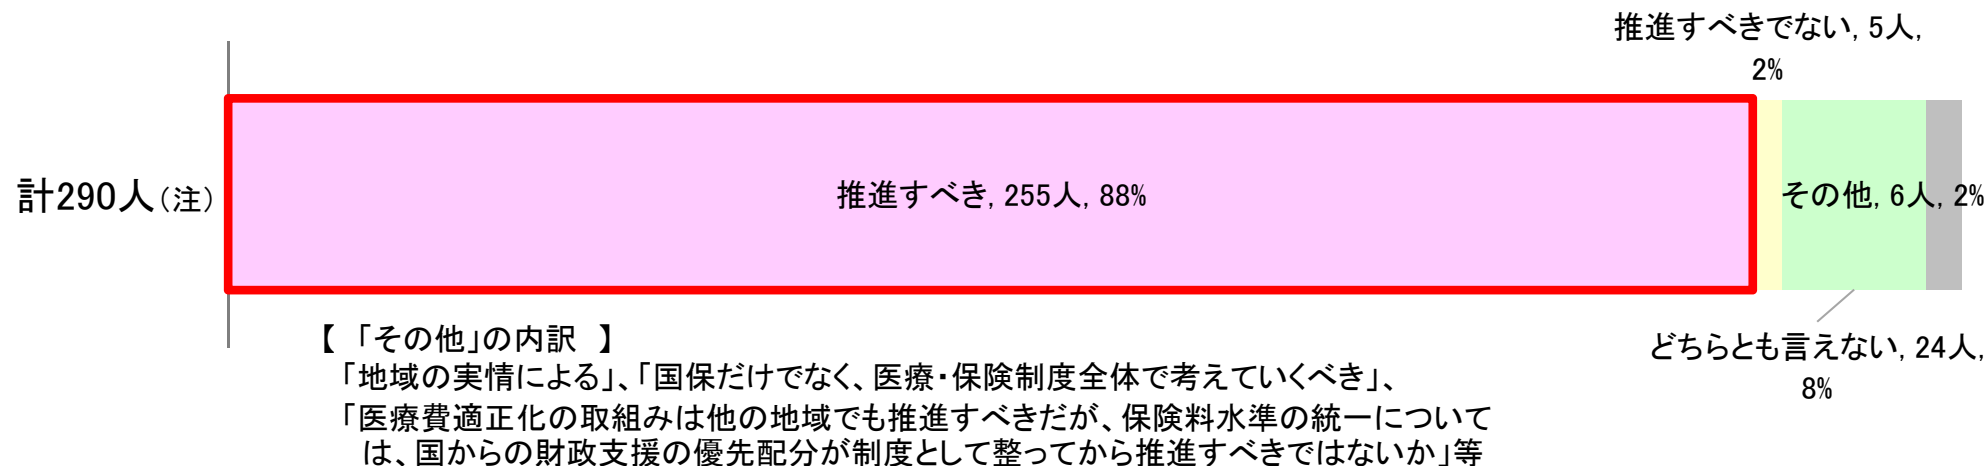 推進すべきでない, 5人,
2%
計290人（注）
推進すべき, 255人, 88%
その他, 6人, 2%
どちらとも言えない, 24人,
8%
【 「その他」の内訳 】
「地域の実情による」、「国保だけでなく、医療・保険制度全体で考えていくべき」、
「医療費適正化の取組みは他の地域でも推進すべきだが、保険料水準の統一について
は、国からの財政支援の優先配分が制度として整ってから推進すべきではないか」等